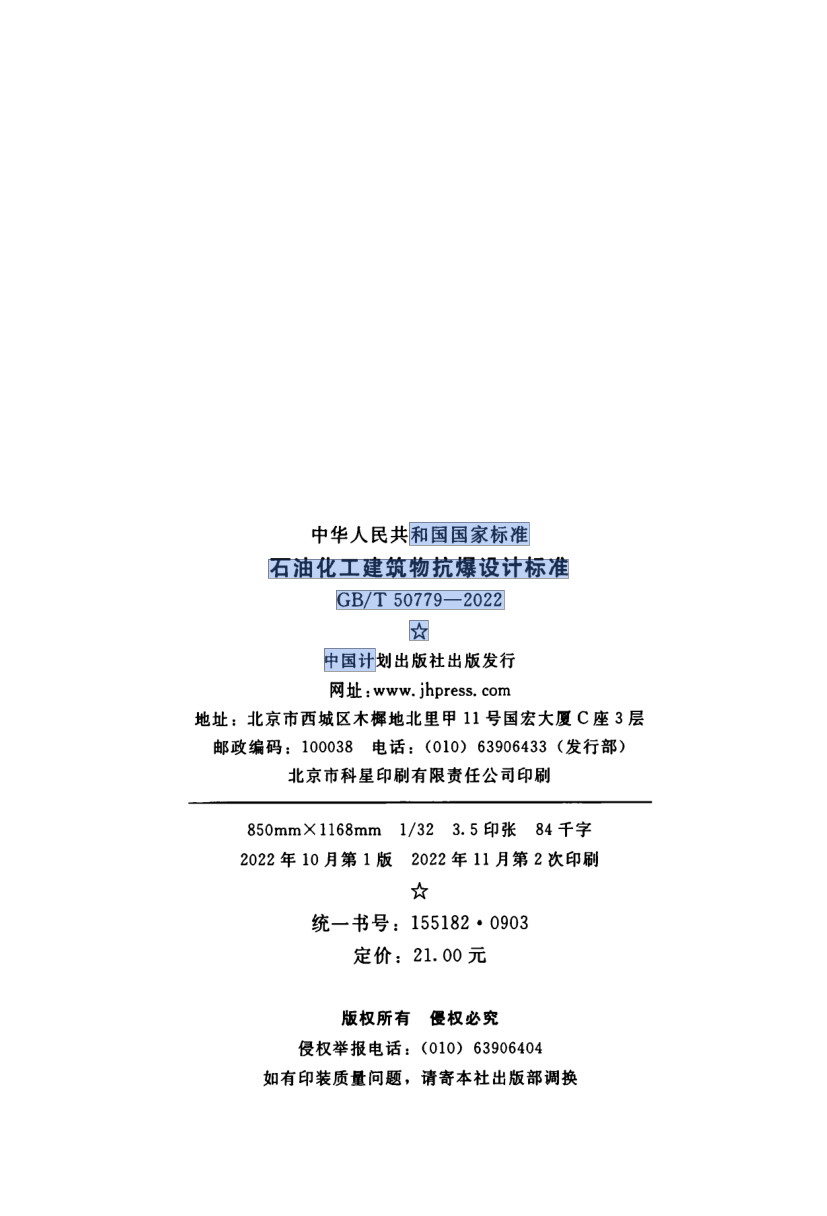 中华人民共和国国家标准
石油化工建筑物抗爆设计标准
GB/T 50779—2022
☆
中国计划出版社出版发行
网址:www.jhpress.com
地址:北京市西城区木樨地北里甲11号国宏大厦C座3层
邮政编码:100038 电话:(010)63906433(发行部)
北京市科星印刷有限责任公司印刷
850mm×1168mm 1/32 3.5印张 84千字
2022年10月第1版 2022年11月第2次印刷
☆
统一书号:155182·0903
定价:21.00元
版权所有 侵权必究
侵权举报电话:(010)63906404
如有印装质量问题,请寄本社出版部调换